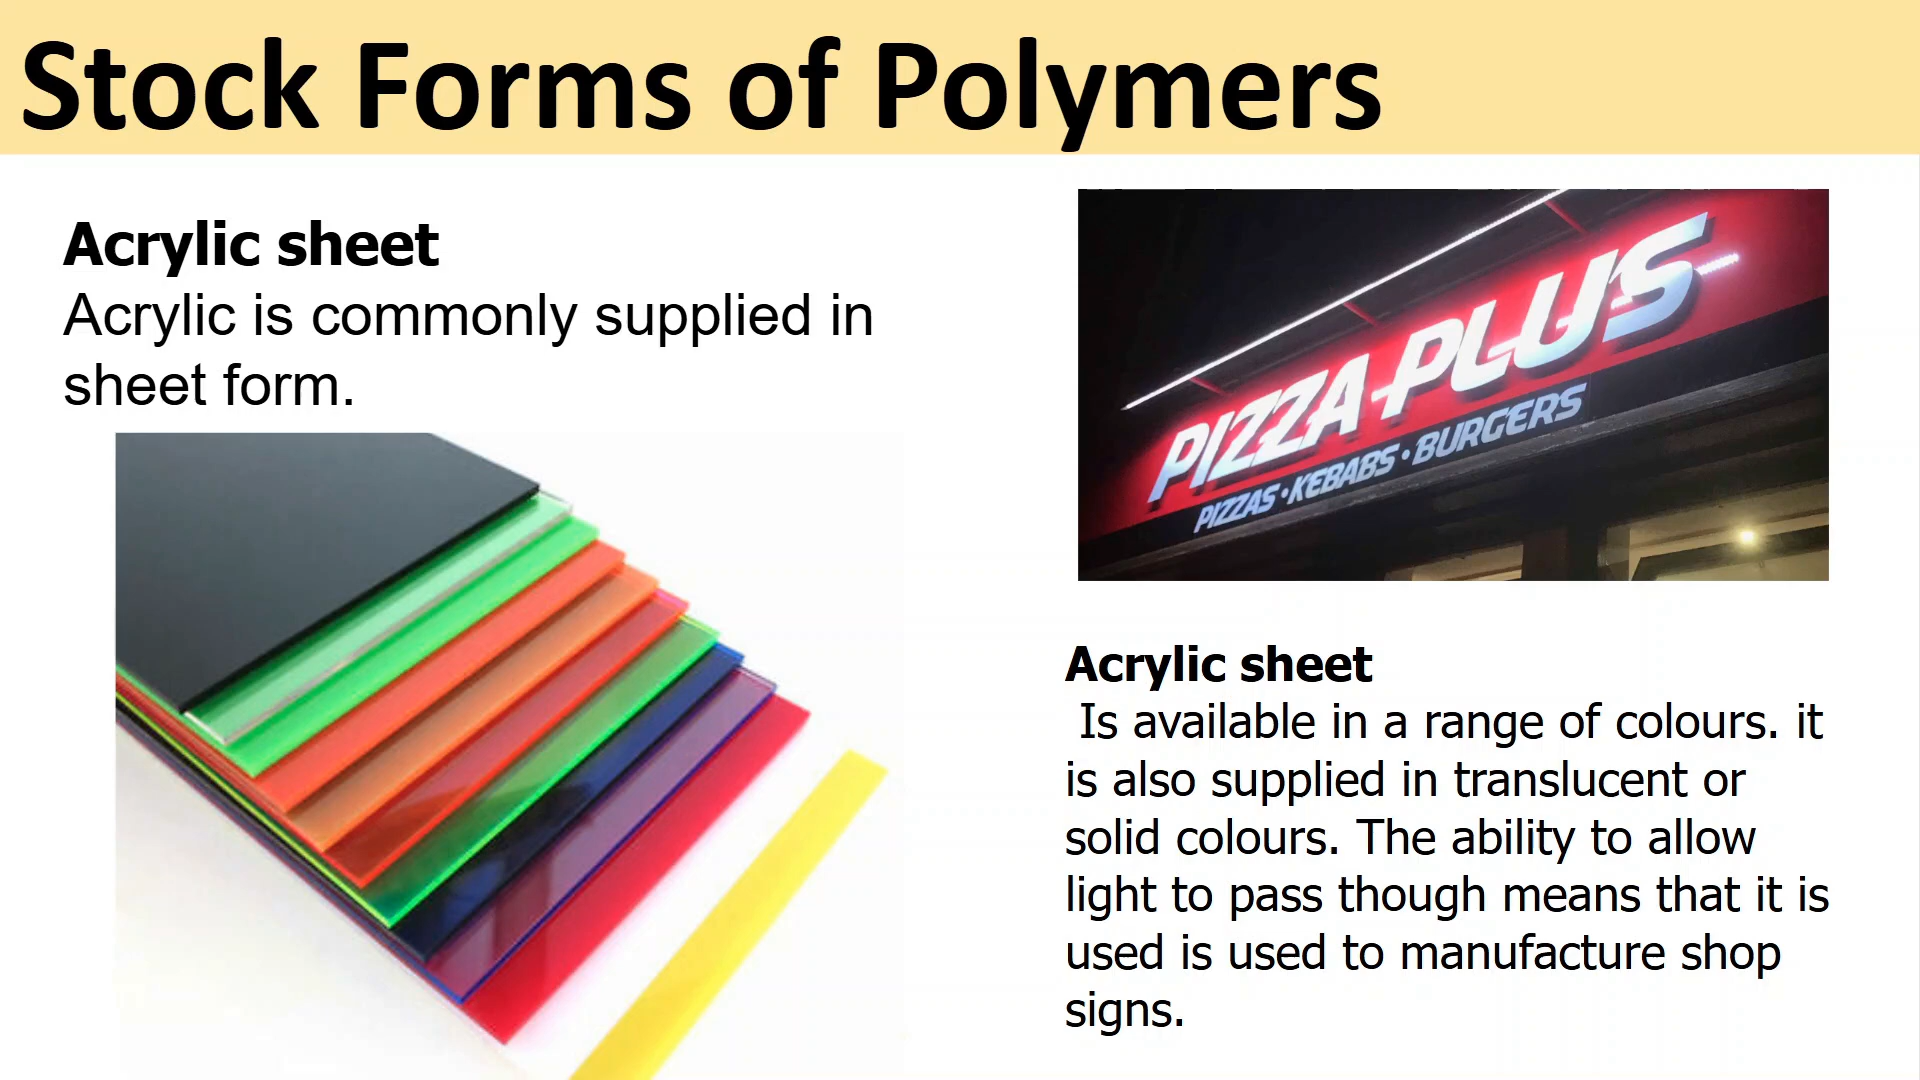 Stock Forms of Polymers
Acrylic sheet
Acrylic is commonly supplied in
sheet form.
PIZZA PLUS
PIZZAS • KEBABS • BURGERS
Acrylic sheet
Is available in a range of colours. it
is also supplied in translucent or
solid colours. The ability to allow
light to pass though means that it is
used is used to manufacture shop
signs.